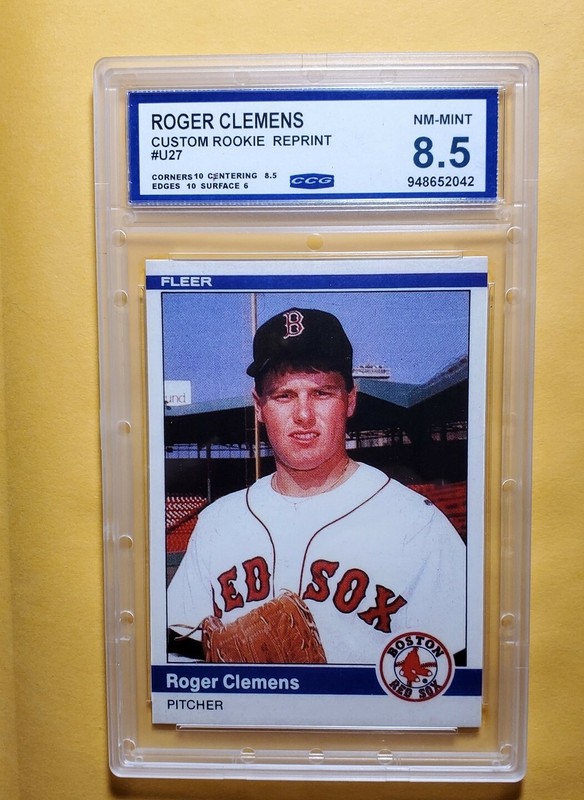 ROGER CLEMENS
CUSTOM ROOKIE REPRINT
#U27
CORNERS 10 CENTERING 8.5
EDGES 10 SURFACE 6
CCG
NM-MINT
8.5
948652042
FLEER
B
und
RED SOX
BOSTON
RED SOX
Roger Clemens
PITCHER